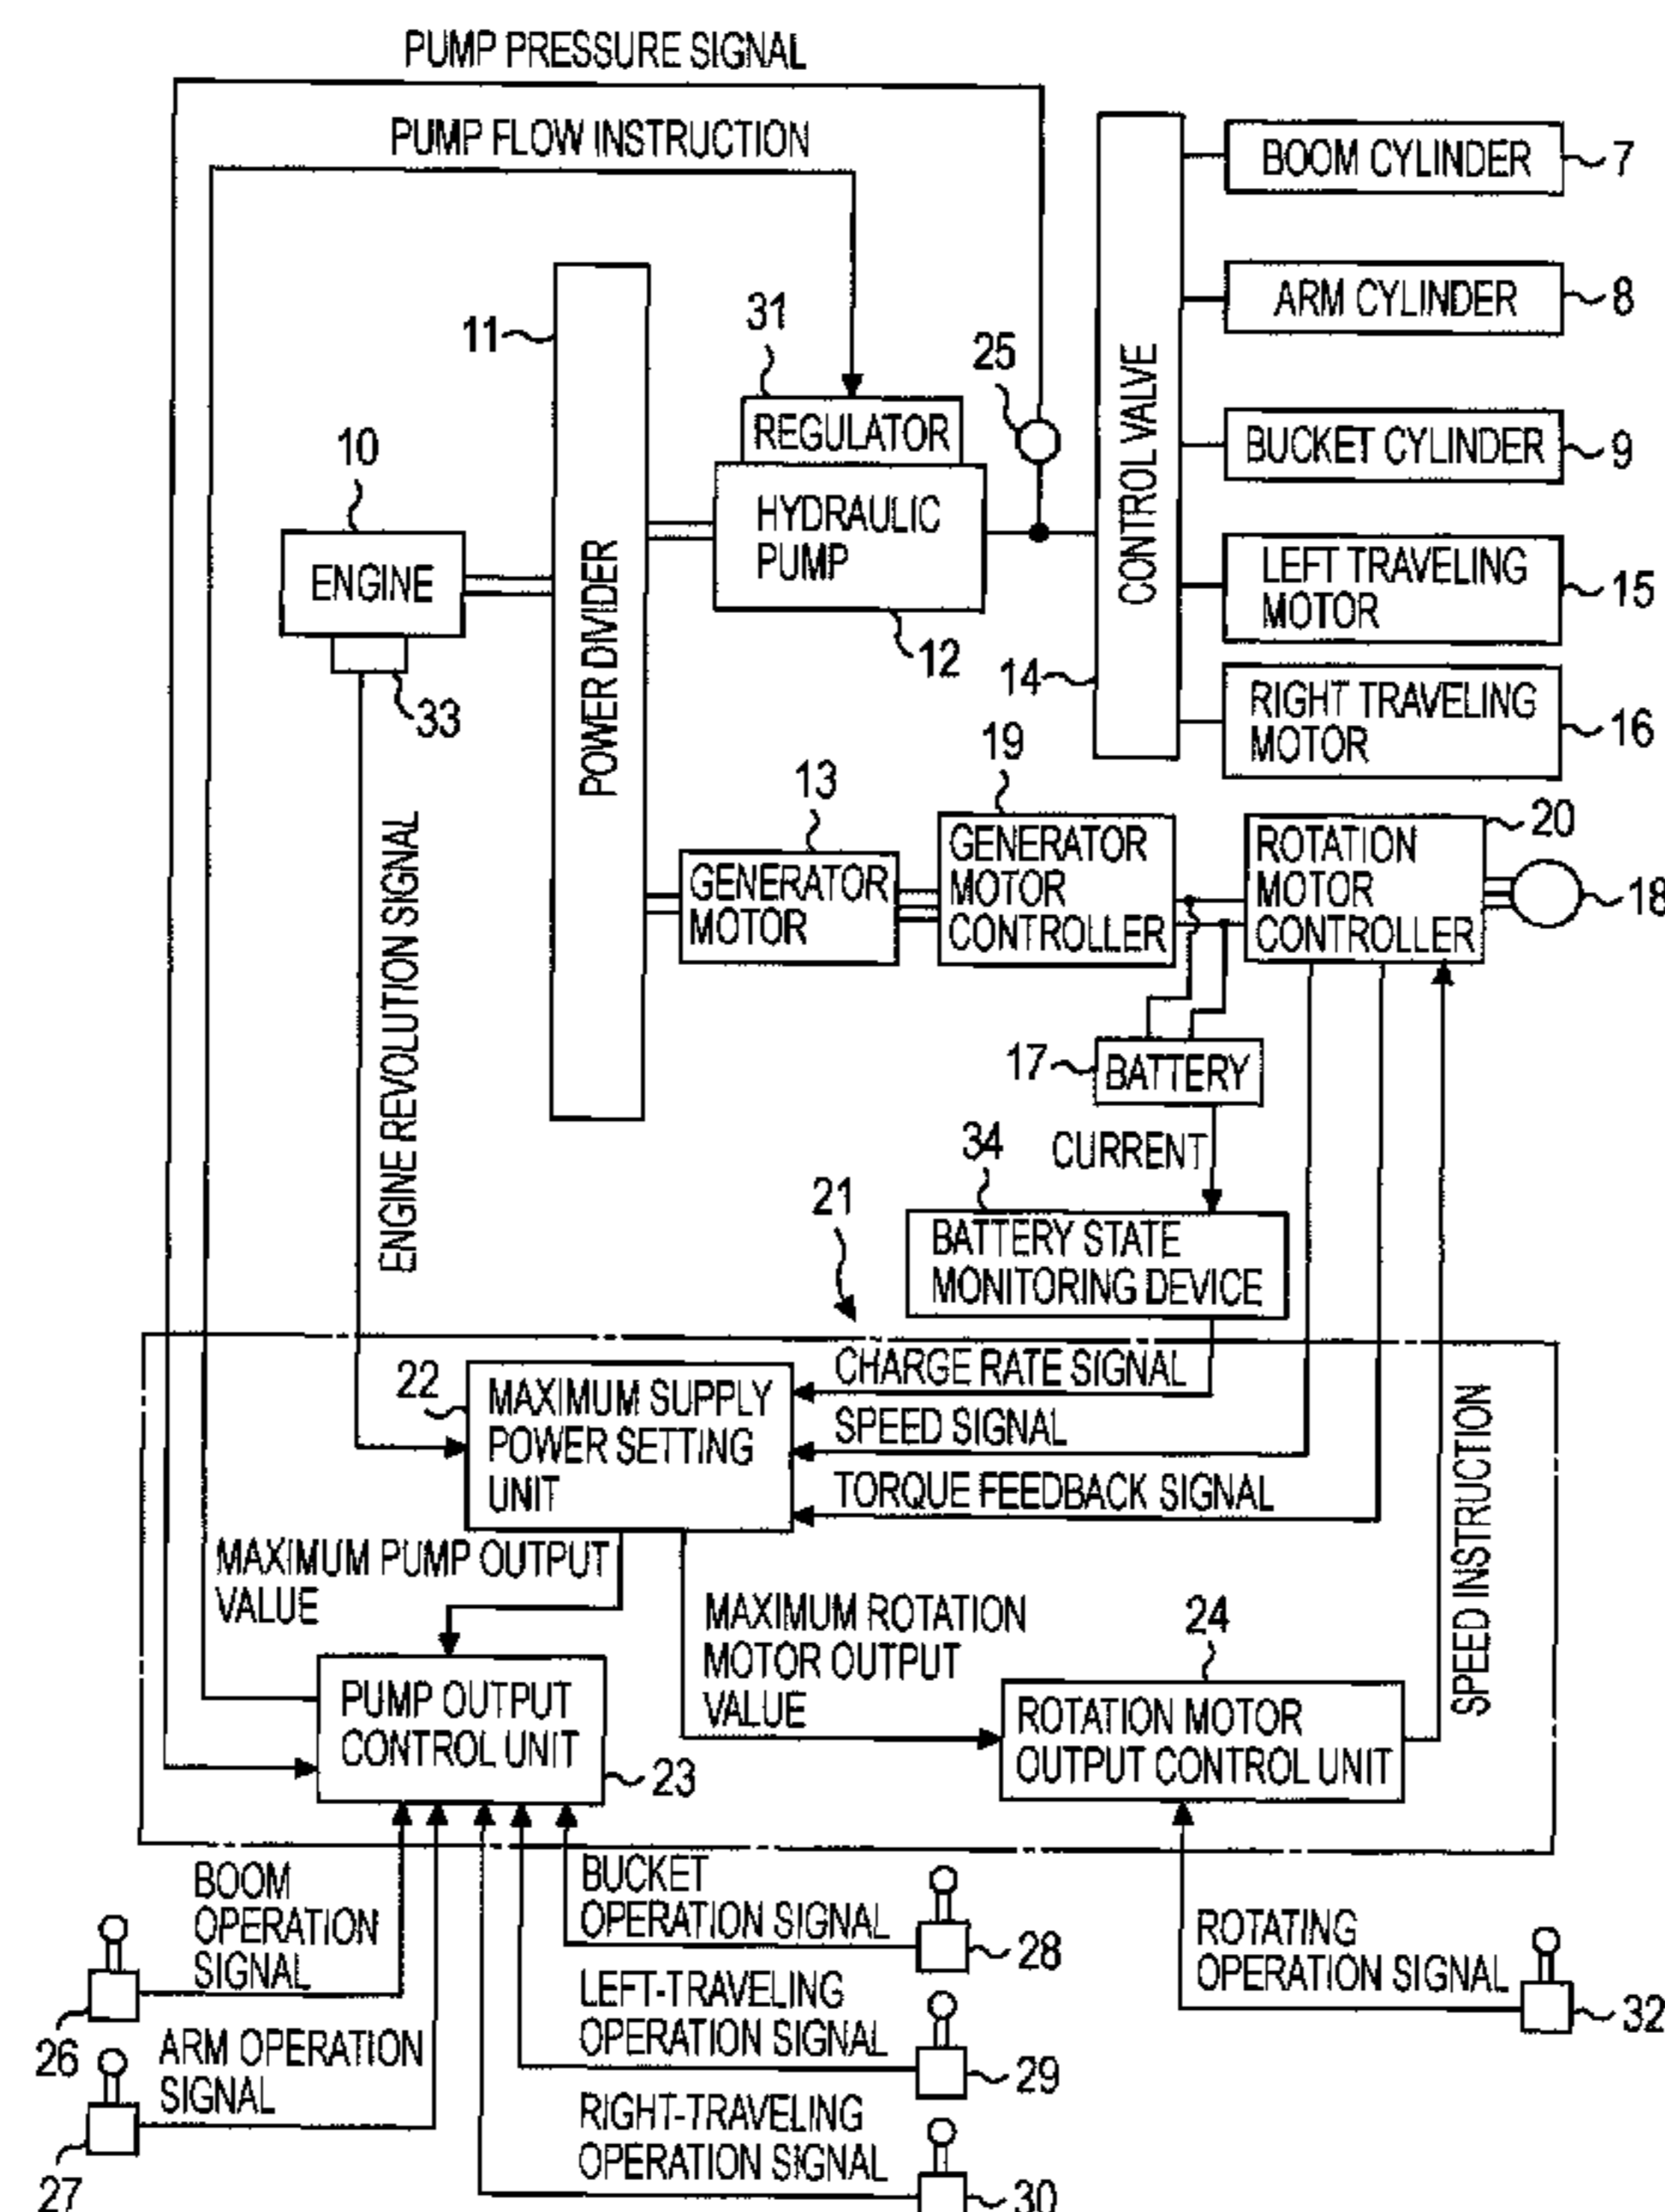 PUMP PRESSURE SIGNAL
PUMP FLOW INSTRUCTION
BOOM CYLINDER
7
ARM CYLINDER
8
11
31
25
REGULATOR
CONTROL VALVE
BUCKET CYLINDER
9
10
ENGINE
HYDRAULIC
PUMP
12
POWER DIVIDER
LEFT TRAVELING
MOTOR
15
14
33
RIGHT TRAVELING
MOTOR
16
13
19
GENERATOR
MOTOR
GENERATOR
MOTOR
CONTROLLER
ROTATION
MOTOR
CONTROLLER
20
18
ENGINE REVOLUTION SIGNAL
17
BATTERY
CURRENT
34
21
BATTERY STATE
MONITORING DEVICE
22
MAXIMUM SUPPLY
POWER SETTING
UNIT
CHARGE RATE SIGNAL
SPEED SIGNAL
TORQUE FEEDBACK SIGNAL
SPEED INSTRUCTION
MAXIMUM PUMP OUTPUT
VALUE
MAXIMUM ROTATION
MOTOR OUTPUT
VALUE
24
PUMP OUTPUT
CONTROL UNIT
23
ROTATION MOTOR
OUTPUT CONTROL UNIT
BOOM
OPERATION
SIGNAL
26
BUCKET
OPERATION SIGNAL
28
ROTATING
OPERATION SIGNAL
32
ARM OPERATION
SIGNAL
27
LEFT-TRAVELING
OPERATION SIGNAL
29
RIGHT-TRAVELING
OPERATION SIGNAL
30